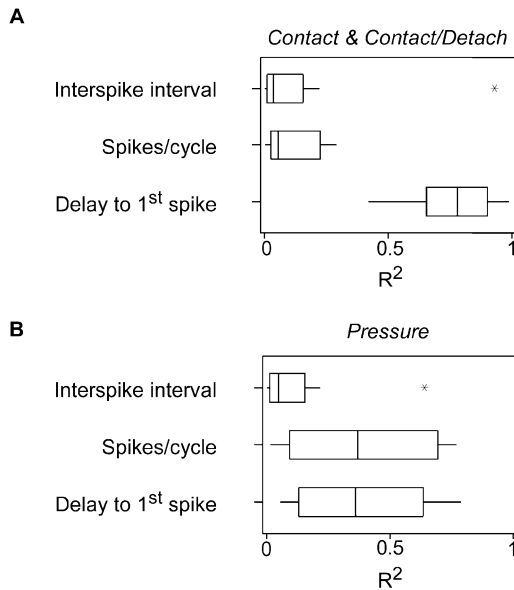 A
Contact & Contact/Detach
Interspike interval
*
Spikes/cycle
Delay to 1st spike
0 0.5 1
R2
B
Pressure
Interspike interval
*
Spikes/cycle
Delay to 1st spike
0 0.5 1
R2